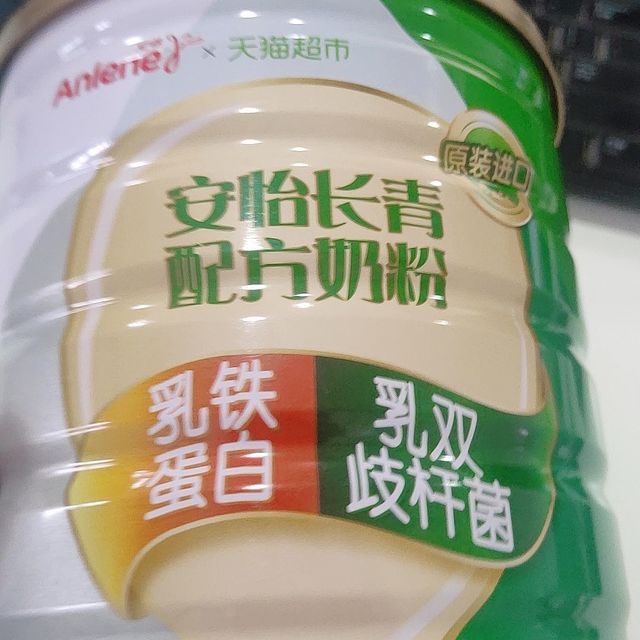 Anlene × 天猫超市
原装进口
安怡长青
配方奶粉
乳铁
蛋白
乳双
歧杆菌